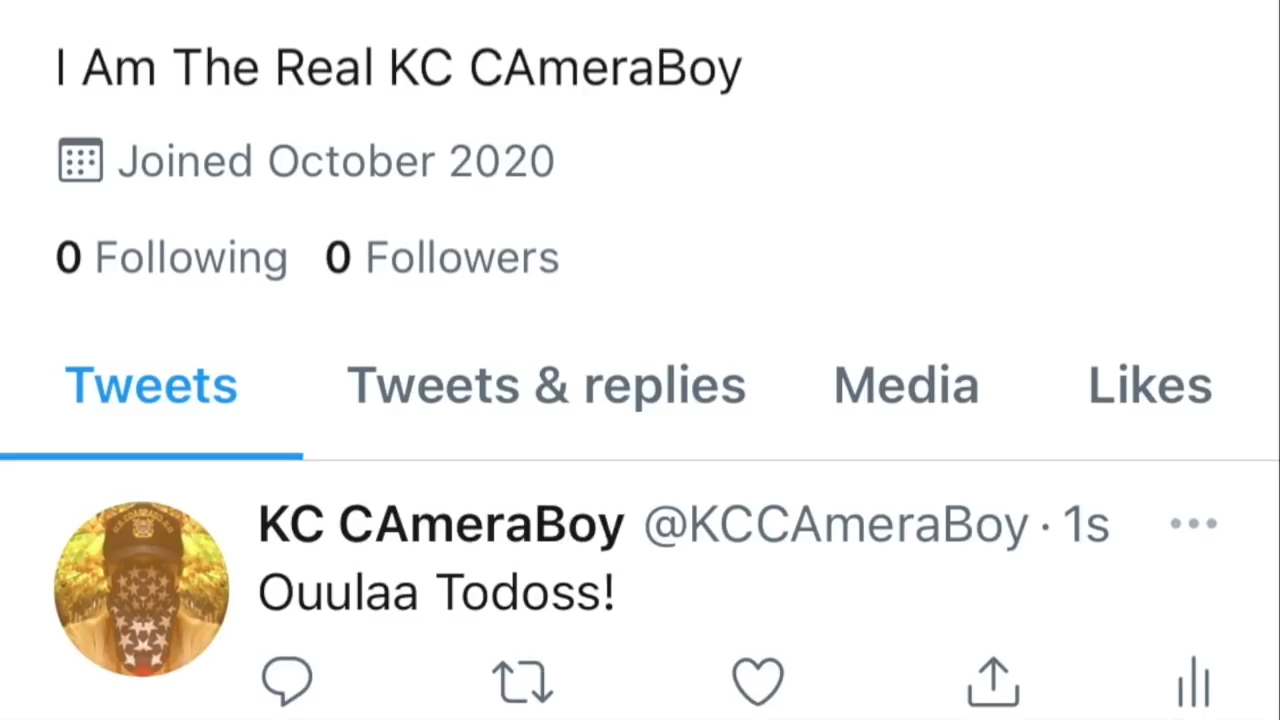 I Am The Real KC CAmeraBoy
Joined October 2020
0 Following 0 Followers
Tweets Tweets & replies Media Likes
KC CAmeraBoy @KCCAmeraBoy · 1s
Ouulaa Todoss!